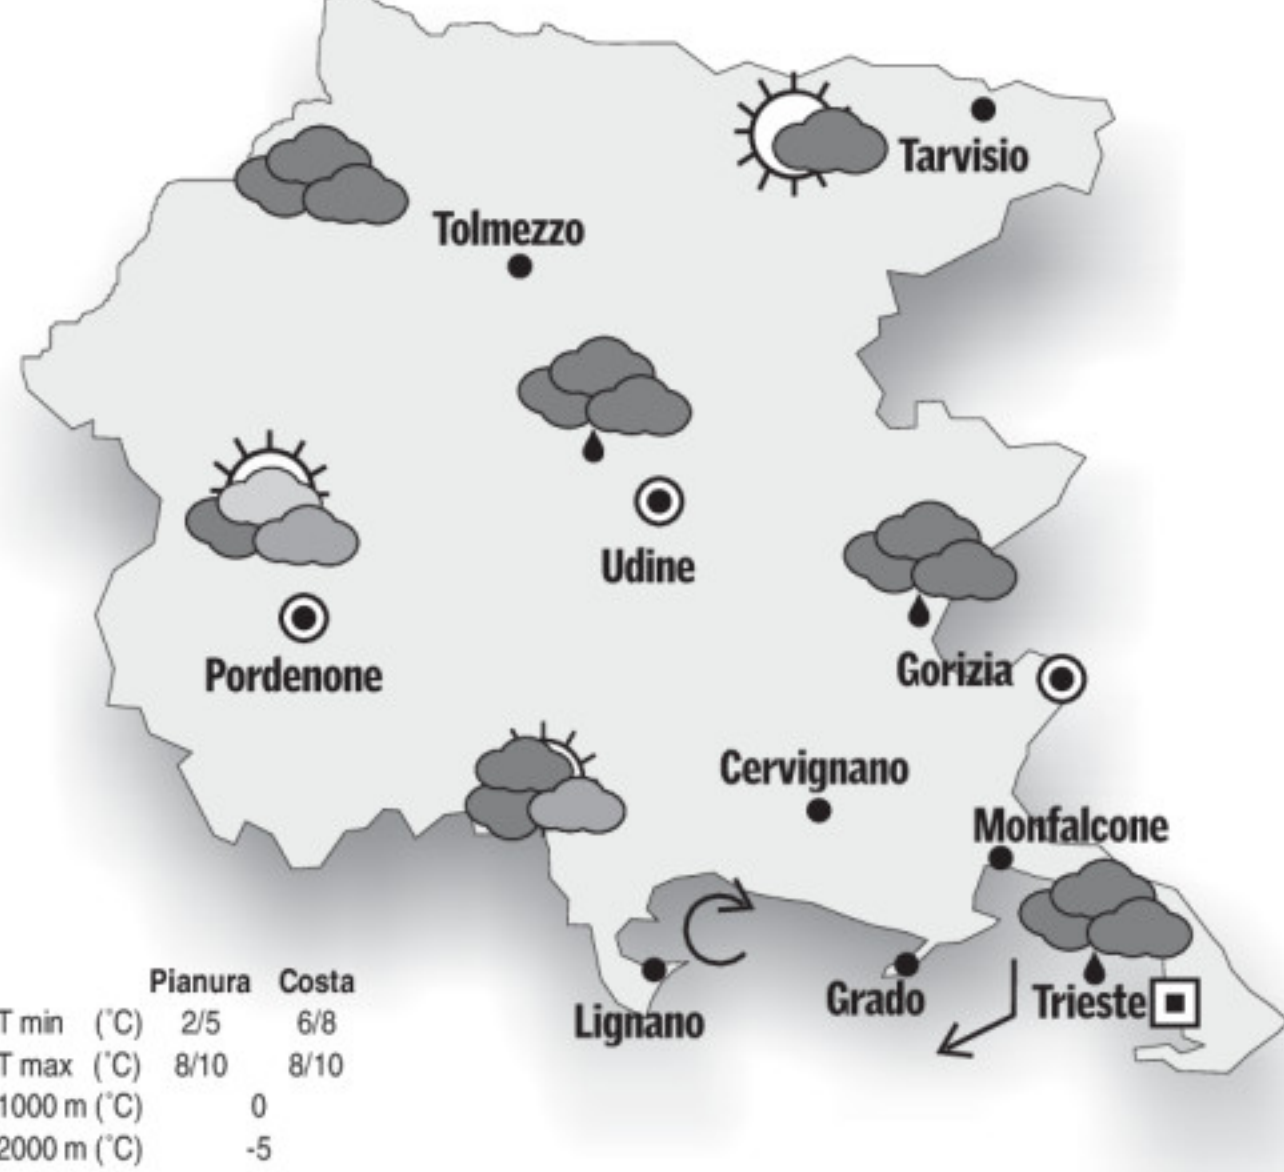 Tarvisio
Tolmezzo
Udine
Gorizia
Pordenone
Cervignano
Monfalcone
Lignano
Grado
Trieste
Pianura Costa
T min (°C) 2/5 6/8
T max (°C) 8/10 8/10
1000 m (°C) 0
2000 m (°C) -5